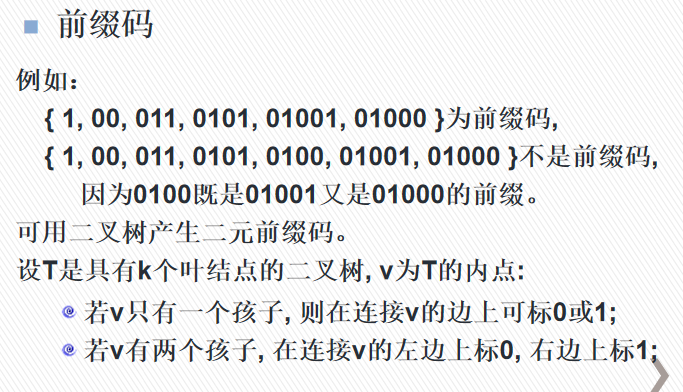 前缀码
例如：
{ 1, 00, 011, 0101, 01001, 01000 }为前缀码,
{ 1, 00, 011, 0101, 0100, 01001, 01000 }不是前缀码,
因为0100既是01001又是01000的前缀。
可用二叉树产生二元前缀码。
设T是具有k个叶结点的二叉树, v为T的内点:
若v只有一个孩子, 则在连接v的边上可标0或1;
若v有两个孩子, 在连接v的左边上标0, 右边上标1;